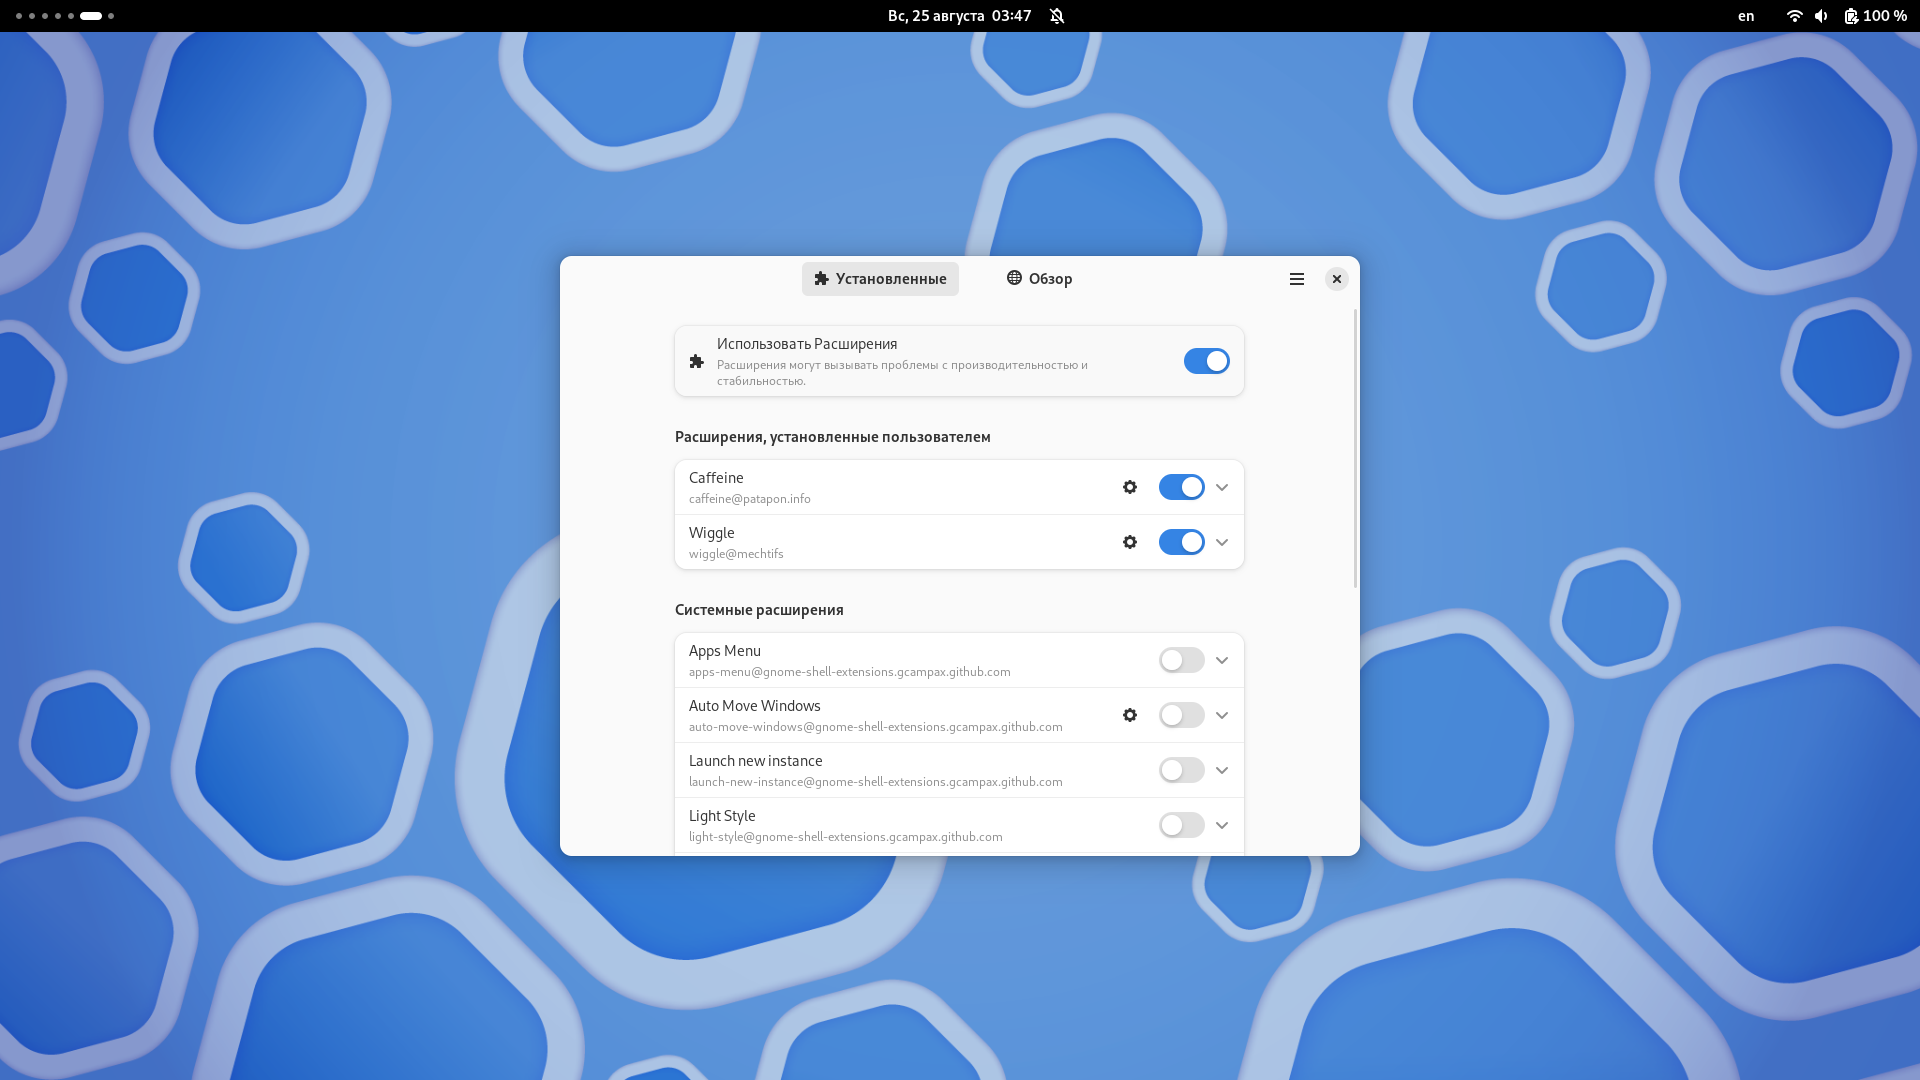 Вс, 25 августа 03:47
en
100 %
Установленные
Обзор
Использовать Расширения
Расширения могут вызывать проблемы с производительностью и
стабильностью.
Расширения, установленные пользователем
Caffeine
caffeine@patapon.info
Wiggle
wiggle@mechtifs
Системные расширения
Apps Menu
apps-menu@gnome-shell-extensions.gcampax.github.com
Auto Move Windows
auto-move-windows@gnome-shell-extensions.gcampax.github.com
Launch new instance
launch-new-instance@gnome-shell-extensions.gcampax.github.com
Light Style
light-style@gnome-shell-extensions.gcampax.github.com